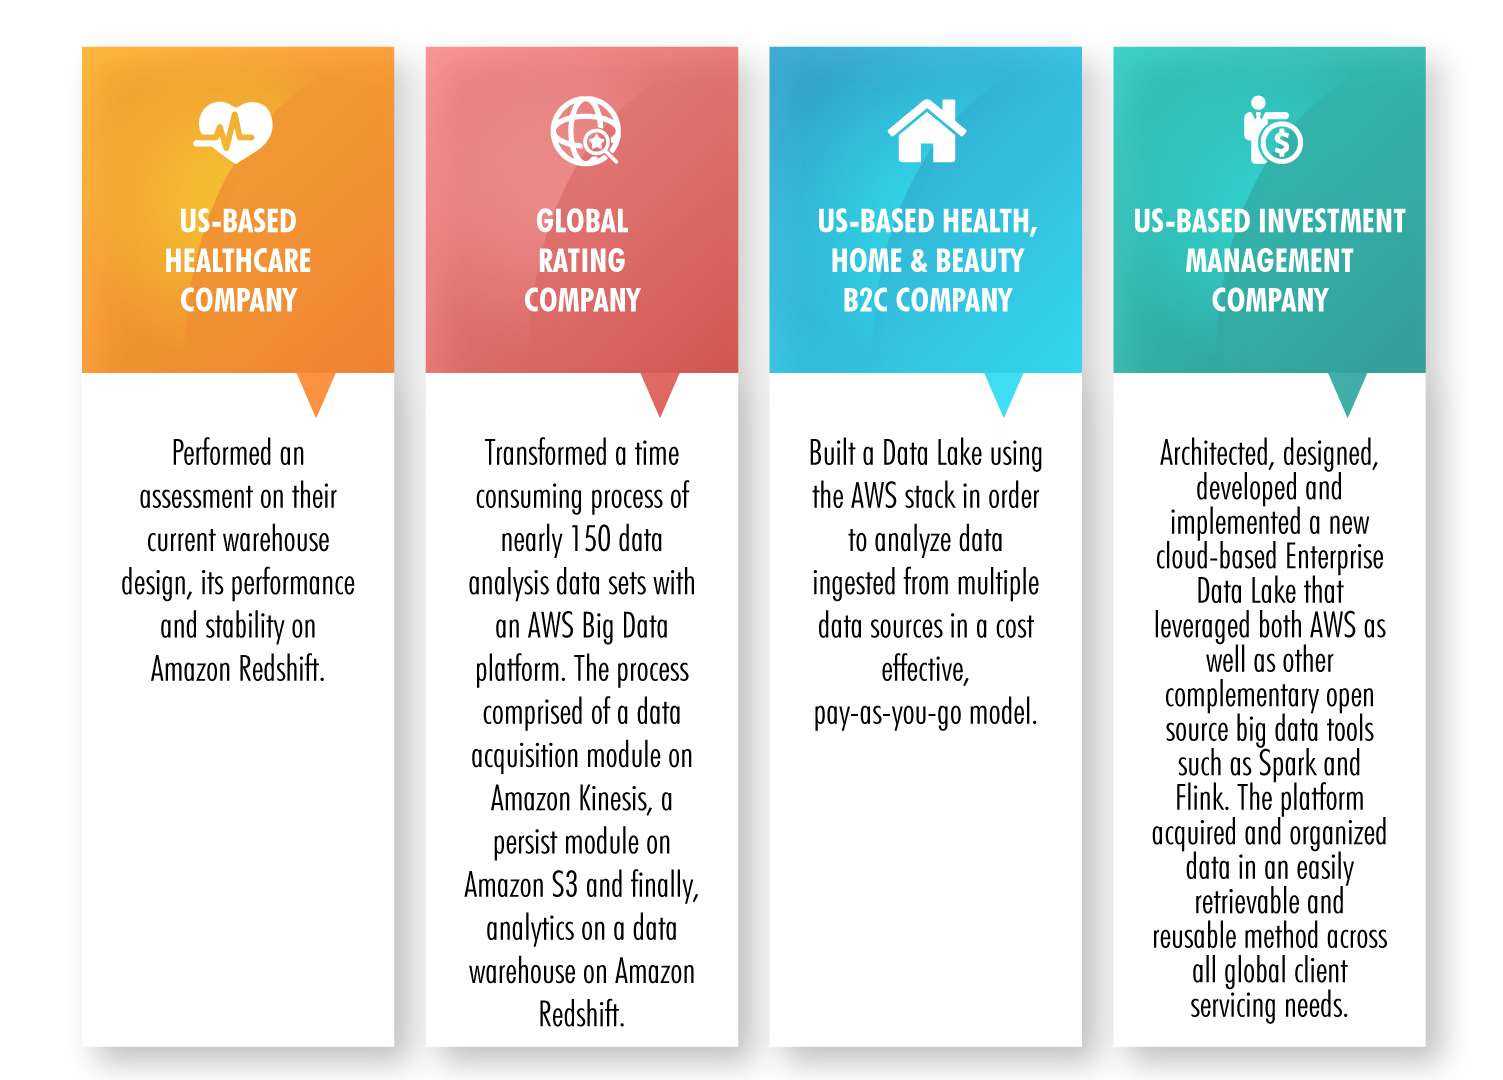 US-BASED
HEALTHCARE
COMPANY
Performed an
assessment on their
current warehouse
design, its performance
and stability on
Amazon Redshift.
GLOBAL
RATING
COMPANY
Transformed a time
consuming process of
nearly 150 data
analysis data sets with
an AWS Big Data
platform. The process
comprised of a data
acquisition module on
Amazon Kinesis, a
persist module on
Amazon S3 and finally,
analytics on a data
warehouse on Amazon
Redshift.
US-BASED HEALTH,
HOME & BEAUTY
B2C COMPANY
Built a Data Lake using
the AWS stack in order
to analyze data
ingested from multiple
data sources in a cost
effective,
pay-as-you-go model.
US-BASED INVESTMENT
MANAGEMENT
COMPANY
Architected, designed,
developed and
implemented a new
cloud-based Enterprise
Data Lake that
leveraged both AWS as
well as other
complementary open
source big data tools
such as Spark and
Flink. The platform
acquired and organized
data in an easily
retrievable and
reusable method across
all global client
servicing needs.